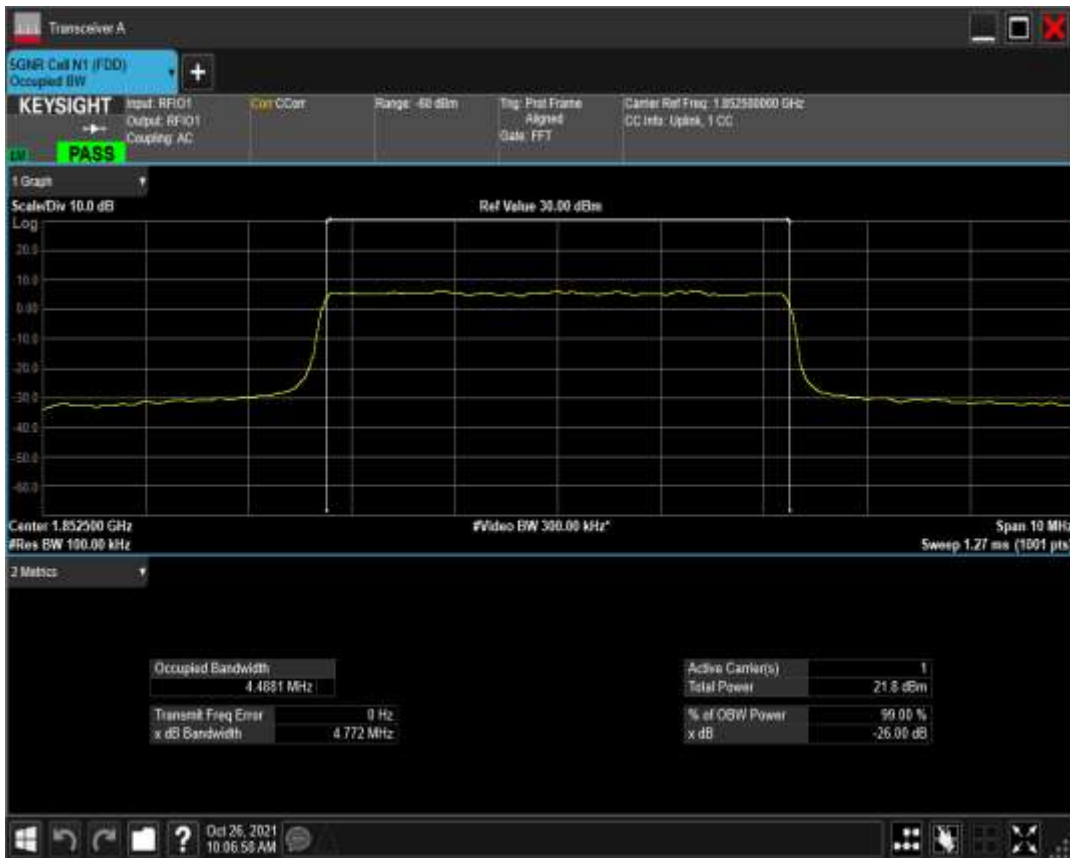 Transceiver A
5GNR Cell N1 (FDD)
Occupied BW
+
KEYSIGHT
PASS
Input: RFIO1
Output: RFIO1
Coupling: AC
Corr CCorr
Range: -60 dBm
Trig: Prot Frame
Aligned
Gate: FFT
Carrier Ref Freq: 1.852500000 GHz
CC Info: Uplink, 1 CC
1 Graph
Scale/Div 10.0 dB
Ref Value 30.00 dBm
Log
20.0
10.0
0.00
-10.0
-20.0
-30.0
-40.0
-50.0
-60.0
Center 1.852500 GHz
#Video BW 300.00 kHz*
Span 10 MHz
#Res BW 100.00 kHz
Sweep 1.27 ms (1001 pts)
2 Metrics
Occupied Bandwidth
4.4681 MHz
Transmit Freq Error 0 Hz
x dB Bandwidth 4.772 MHz
Active Carrier(s) 1
Total Power 21.8 dBm
% of OBW Power 99.00 %
x dB -26.00 dB
?
Oct 26, 2021
10:06:58 AM